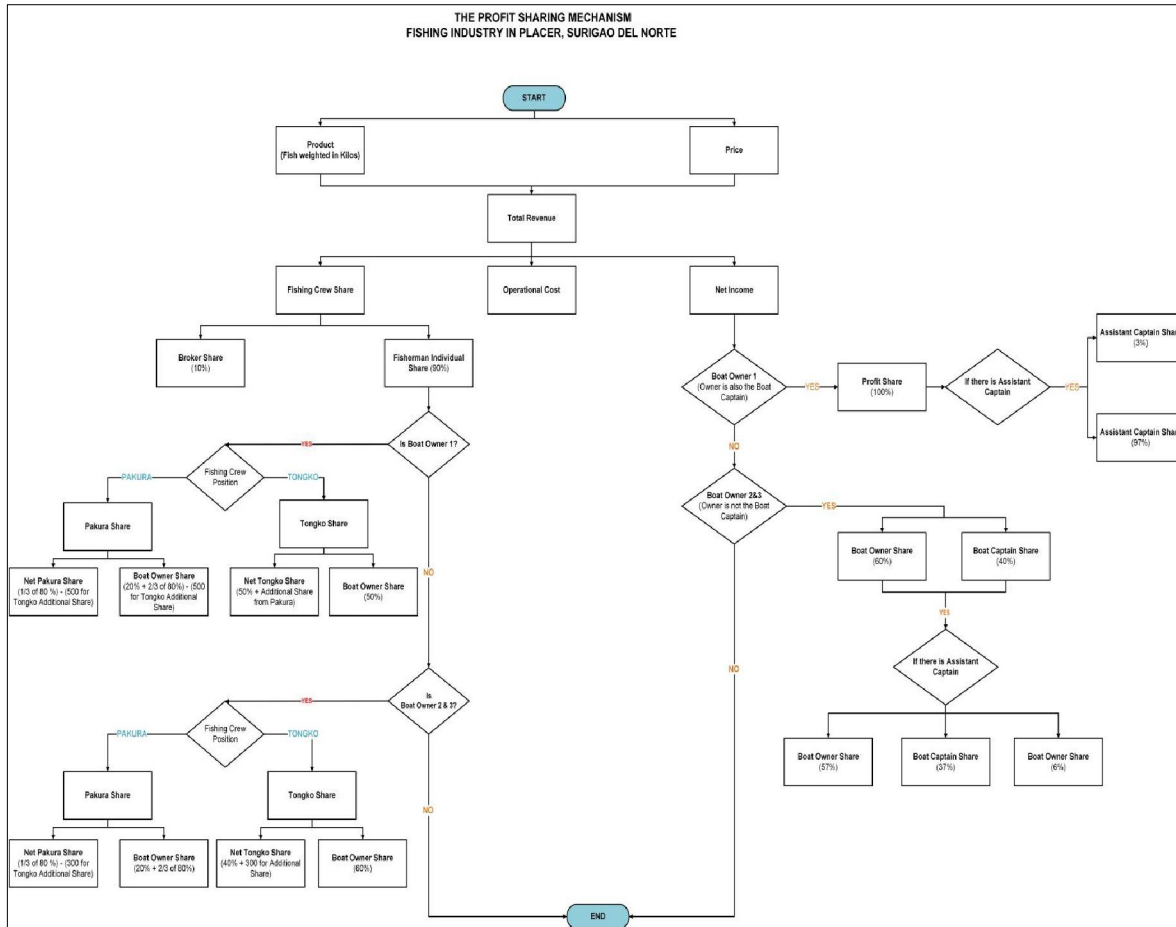 THE PROFIT SHARING MECHANISM
FISHING INDUSTRY IN PLACER, SURIGAO DEL NORTE
START
Product
(Fish weighted in Kilos)
Price
Total Revenue
Fishing Crew Share
Operational Cost
Net Income
Broker Share
(10%)
Fisherman Individual
Share (90%)
Boat Owner 1
(Owner is also the Boat
Captain)
YES
Profit Share
(100%)
If there is Assistant
Captain
YES
Assistant Captain Share
(3%)
Assistant Captain Share
(97%)
Is Boat Owner 1?
YES
NO
Fishing Crew
Position
PAKURA
TONGKO
Pakura Share
Tongko Share
Net Pakura Share
(1/3 of 80 %) - (500 for
Tongko Additional Share)
Boat Owner Share
(20% + 2/3 of 80%) - (500
for Tongko Additional
Share)
Net Tongko Share
(50% + Additional Share
from Pakura)
Boat Owner Share
(50%)
NO
Boat Owner 2&3
(Owner is not the Boat
Captain)
YES
Boat Owner Share
(60%)
Boat Captain Share
(40%)
YES
If there is Assistant
Captain
NO
Boat Owner Share
(57%)
Boat Captain Share
(37%)
Boat Owner Share
(6%)
Is
Boat Owner 2 & 3?
YES
Fishing Crew
Position
PAKURA
TONGKO
Pakura Share
Tongko Share
Net Pakura Share
(1/3 of 80 %) - (300 for
Tongko Additional Share)
Boat Owner Share
(20% + 2/3 of 80%)
Net Tongko Share
(40% + 300 for Additional
Share)
Boat Owner Share
(60%)
NO
END